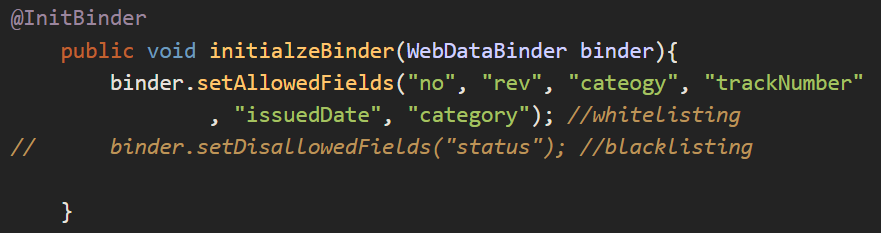 @InitBinder
public void initialzeBinder(WebDataBinder binder){
binder.setAllowedFields("no", "rev", "cateogy", "trackNumber"
, "issuedDate", "category"); //whitelisting
// binder.setDisallowedFields("status"); //blacklisting
}